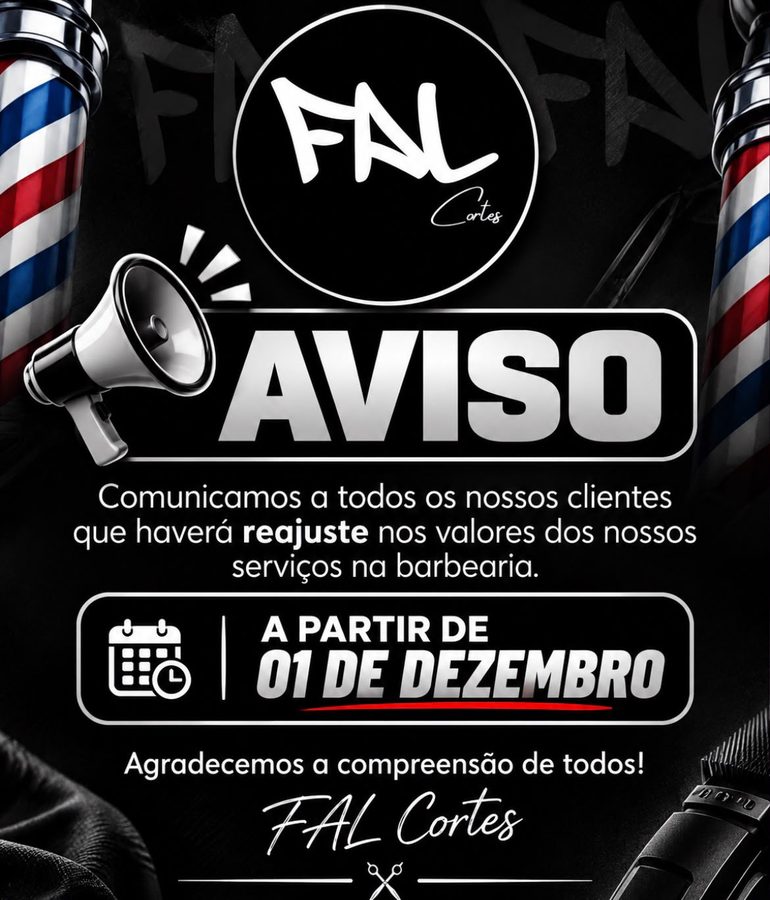 FAL
Cortes
AVISO
Comunicamos a todos os nossos clientes
que haverá reajuste nos valores dos nossos
serviços na barbearia.
A PARTIR DE
01 DE DEZEMBRO
Agradecemos a compreensão de todos!
FAL Cortes